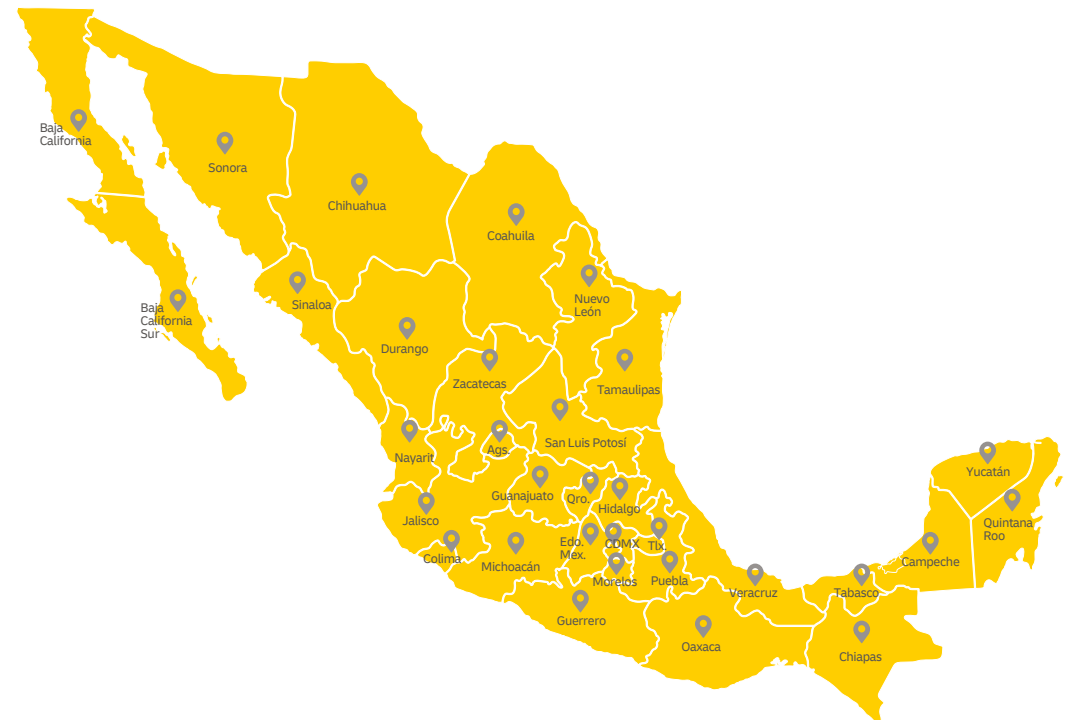 Baja
California
Sonora
Chihuahua
Coahuila
Baja
California
Sur
Sinaloa
Nuevo
León
Durango
Zacatecas
Tamaulipas
Nayarit
Ags.
San Luis Potosí
Yucatán
Guanajuato
Qro.
Hidalgo
Jalisco
Quintana
Roo
Colima
Michoacán
Edo.
Méx.
CDMX
Tlx.
Campeche
Morelos
Puebla
Veracruz
Tabasco
Guerrero
Oaxaca
Chiapas